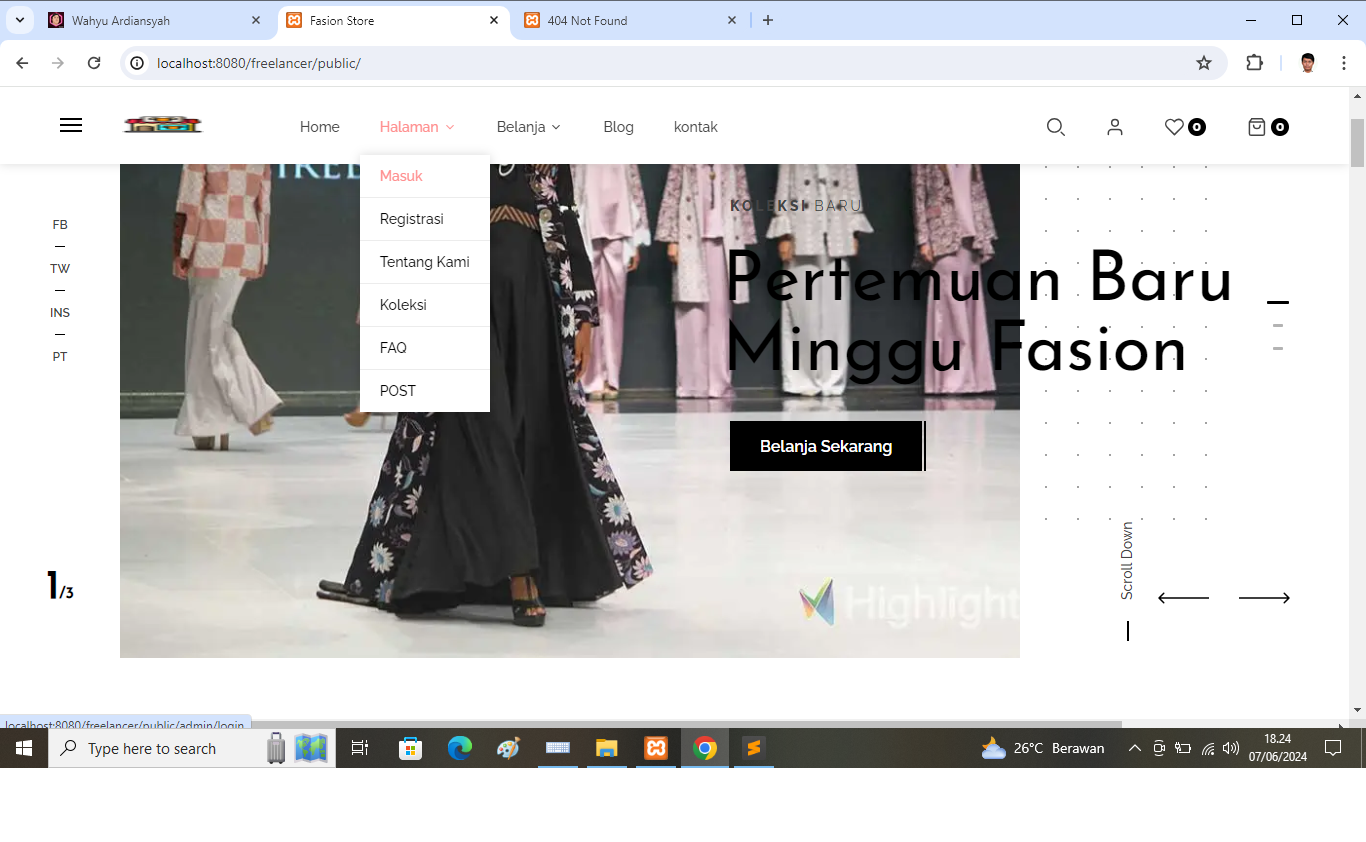 Wahyu Ardiansyah
Fasion Store
404 Not Found
localhost:8080/freelancer/public/
Home
Halaman
Belanja
Blog
kontak
0
0
Masuk
Registrasi
Tentang Kami
Koleksi
FAQ
POST
FB
TW
INS
PT
KOLEKSI BARU
Pertemuan Baru
Minggu Fasion
Belanja Sekarang
Scroll Down
1/3
Highlight
localhost:8080/freelancer/public/admin/login
Type here to search
26°C Berawan
18.24
07/06/2024